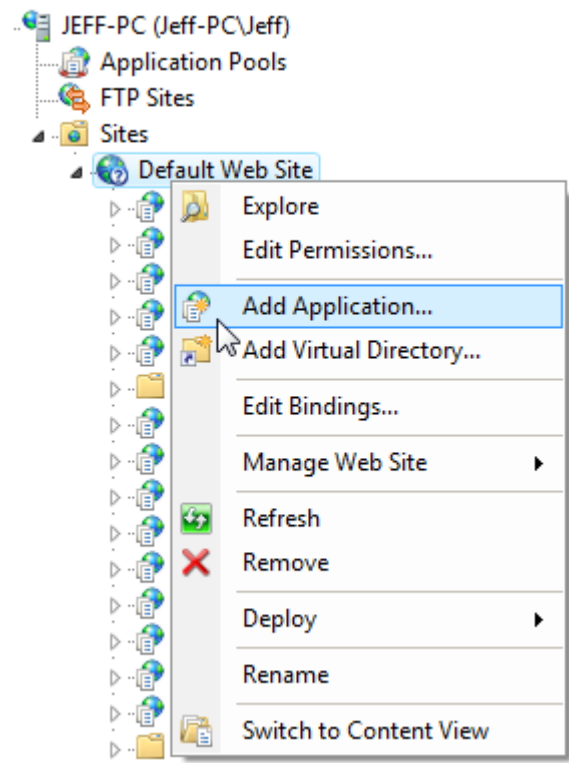 JEFF-PC (Jeff-PC\Jeff)
Application Pools
FTP Sites
Sites
Default Web Site
Explore
Edit Permissions...
Add Application...
Add Virtual Directory...
Edit Bindings...
Manage Web Site
Refresh
Remove
Deploy
Rename
Switch to Content View